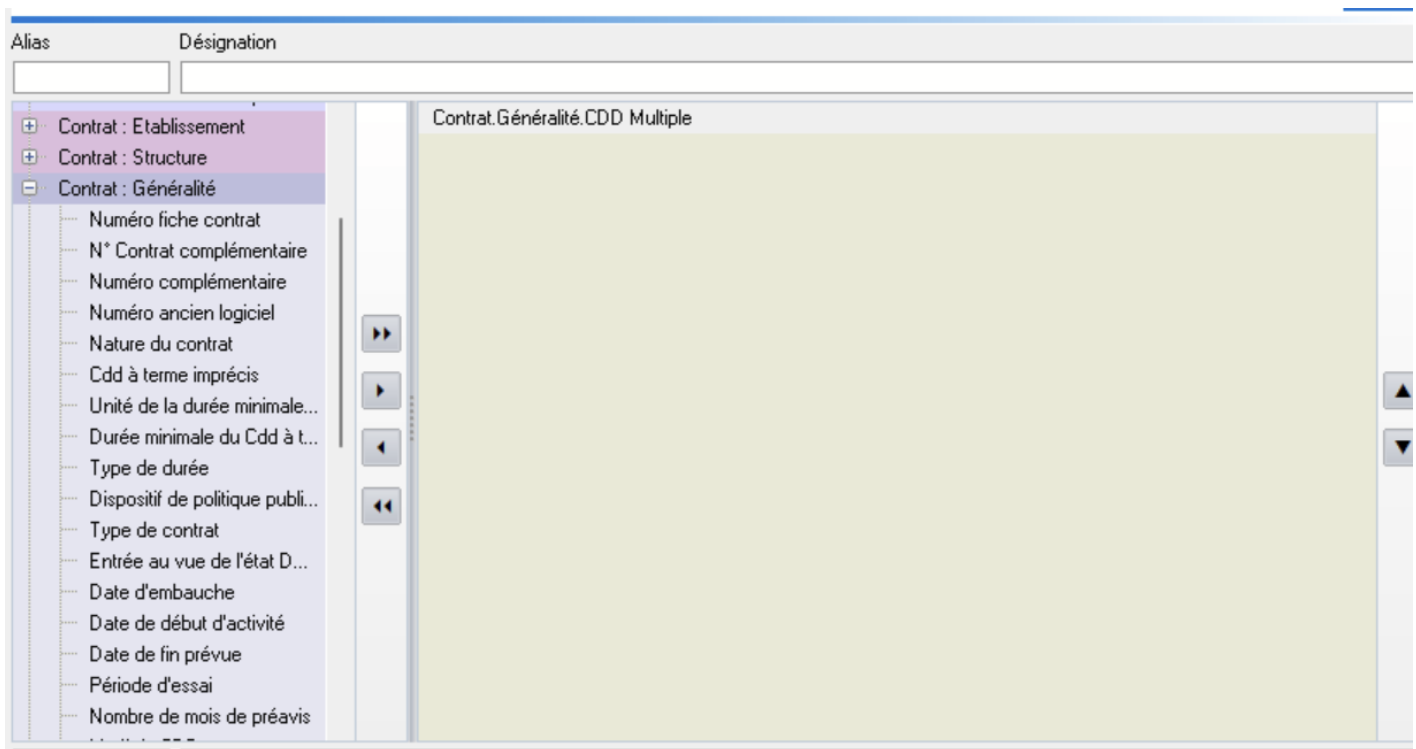 Alias Désignation
Contrat : Etablissement
Contrat : Structure
Contrat : Généralité
Numéro fiche contrat
N° Contrat complémentaire
Numéro complémentaire
Numéro ancien logiciel
Nature du contrat
Cdd à terme imprécis
Unité de la durée minimale...
Durée minimale du Cdd à t...
Type de durée
Dispositif de politique publi...
Type de contrat
Entrée au vue de l'état D...
Date d'embauche
Date de début d'activité
Date de fin prévue
Période d'essai
Nombre de mois de préavis
Contrat.Généralité.CDD Multiple